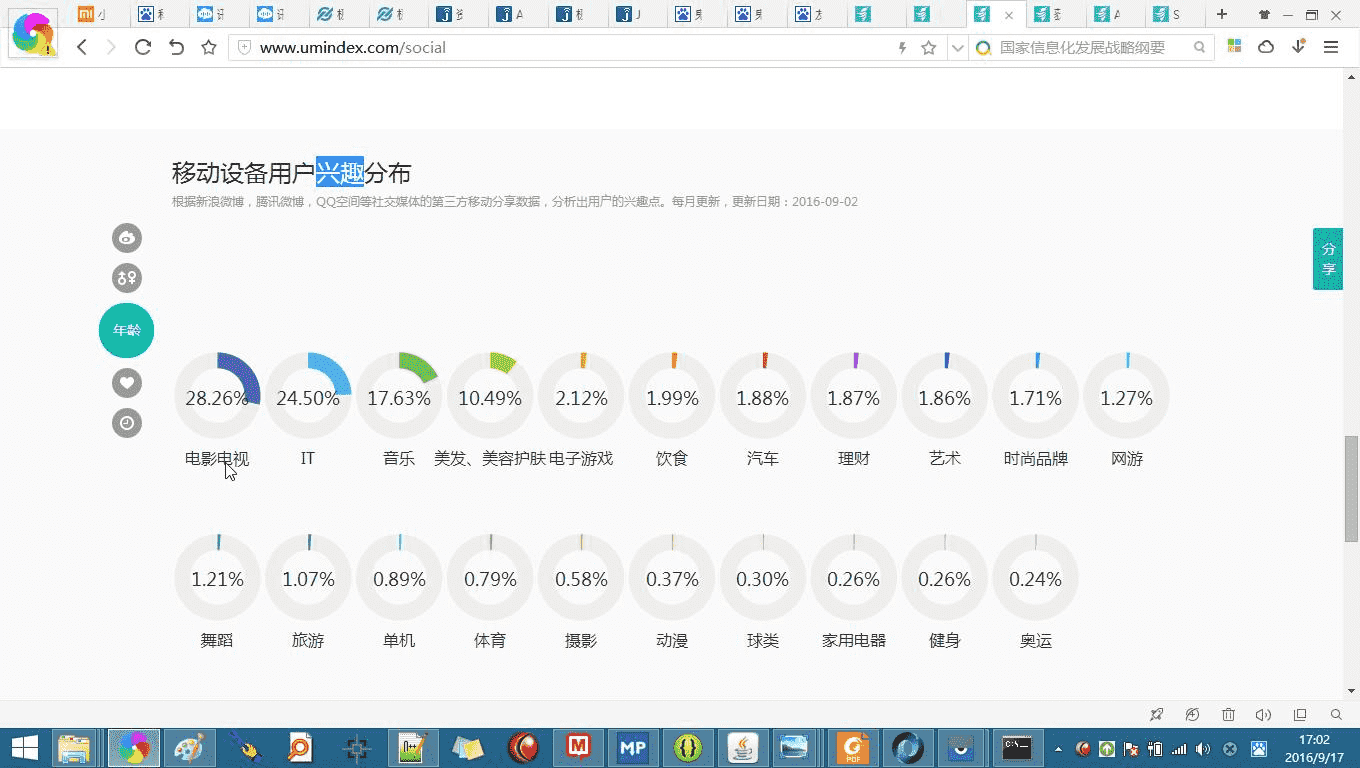 小
www.umindex.com/social
国家信息化发展战略纲要
移动设备用户兴趣分布
根据新浪微博，腾讯微博，QQ空间等社交媒体的第三方移动分享数据，分析出用户的兴趣点。每月更新，更新日期：2016-09-02
分
享
年龄
28.26% 24.50% 17.63% 10.49% 2.12% 1.99% 1.88% 1.87% 1.86% 1.71% 1.27%
电影电视 IT 音乐 美发、美容护肤 电子游戏 饮食 汽车 理财 艺术 时尚品牌 网游
1.21% 1.07% 0.89% 0.79% 0.58% 0.37% 0.30% 0.26% 0.26% 0.24%
舞蹈 旅游 单机 体育 摄影 动漫 球类 家用电器 健身 奥运
MP
PDF
17:02
2016/9/17